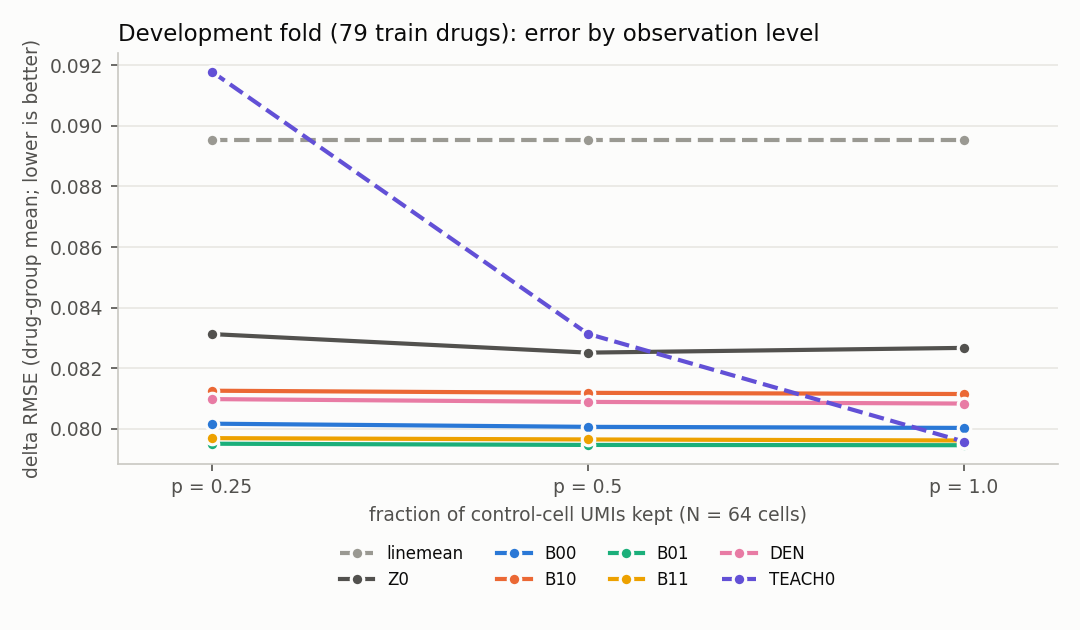 Development fold (79 train drugs): error by observation level
delta RMSE (drug-group mean; lower is better)
0.092
0.090
0.088
0.086
0.084
0.082
0.080
p = 0.25 p = 0.5 p = 1.0
fraction of control-cell UMIs kept (N = 64 cells)
linemean B00 B01 DEN
Z0 B10 B11 TEACH0